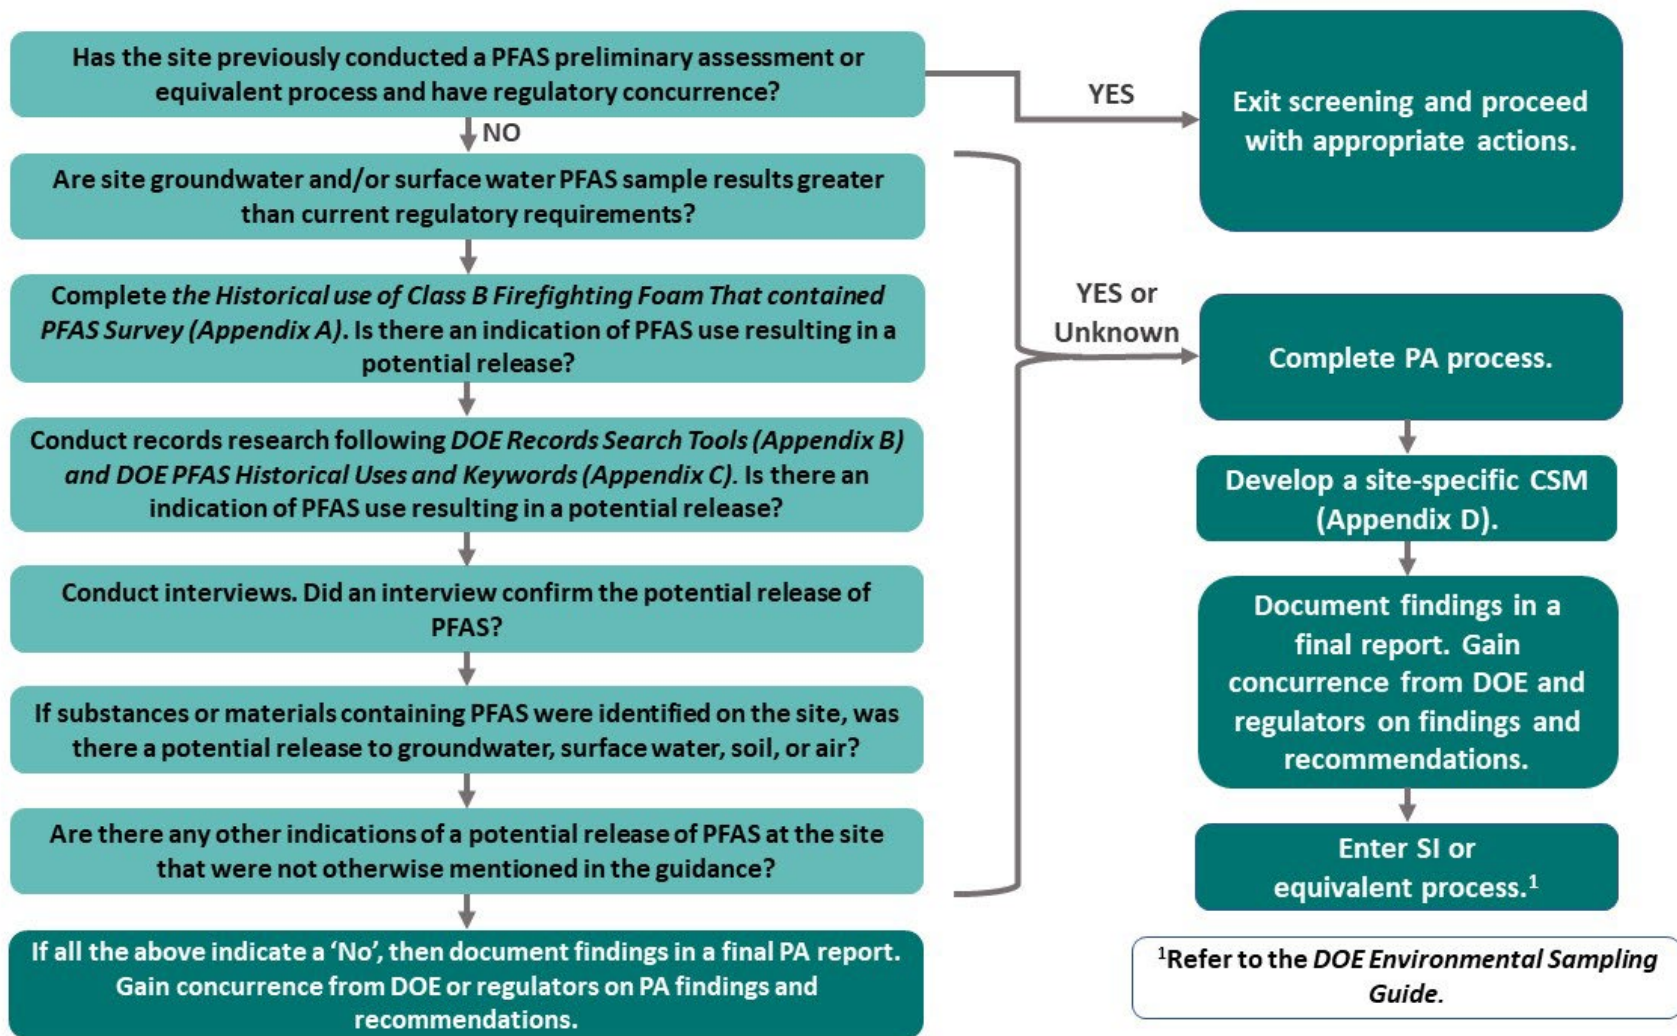 Has the site previously conducted a PFAS preliminary assessment or
equivalent process and have regulatory concurrence?
YES
Exit screening and proceed
with appropriate actions.
NO
Are site groundwater and/or surface water PFAS sample results greater
than current regulatory requirements?
Complete the Historical use of Class B Firefighting Foam That contained
PFAS Survey (Appendix A). Is there an indication of PFAS use resulting in a
potential release?
Conduct records research following DOE Records Search Tools (Appendix B)
and DOE PFAS Historical Uses and Keywords (Appendix C). Is there an
indication of PFAS use resulting in a potential release?
Conduct interviews. Did an interview confirm the potential release of
PFAS?
If substances or materials containing PFAS were identified on the site, was
there a potential release to groundwater, surface water, soil, or air?
Are there any other indications of a potential release of PFAS at the site
that were not otherwise mentioned in the guidance?
If all the above indicate a ‘No’, then document findings in a final PA report.
Gain concurrence from DOE or regulators on PA findings and
recommendations.
YES or
Unknown
Complete PA process.
Develop a site-specific CSM
(Appendix D).
Document findings in a
final report. Gain
concurrence from DOE and
regulators on findings and
recommendations.
Enter SI or
equivalent process.¹
¹Refer to the DOE Environmental Sampling
Guide.